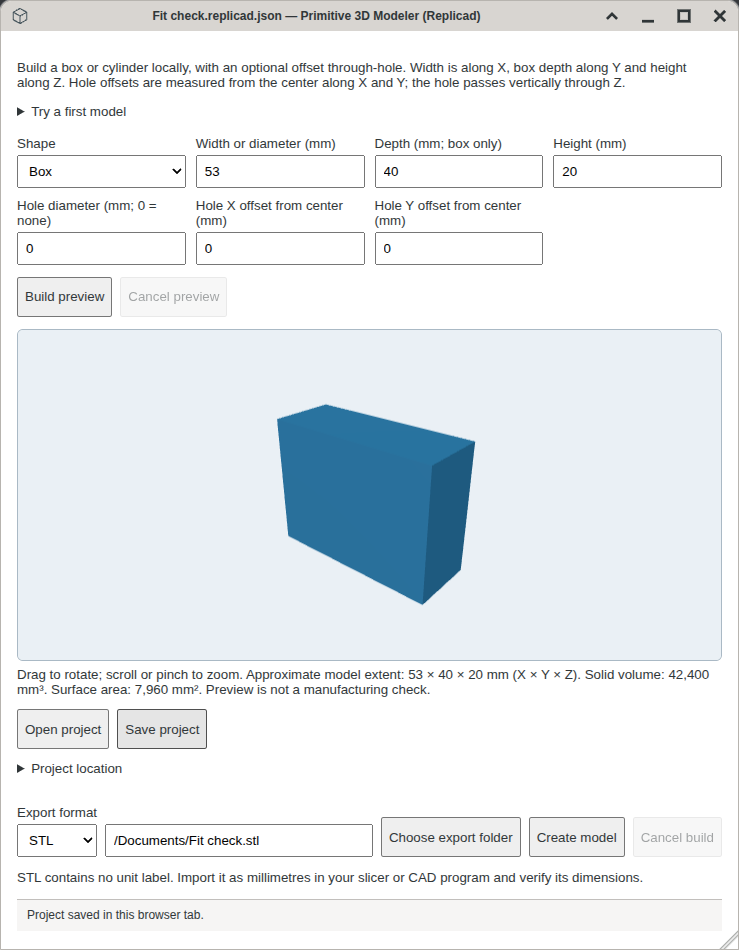 Fit check.replicad.json — Primitive 3D Modeler (Replicad)
Build a box or cylinder locally, with an optional offset through-hole. Width is along X, box depth along Y and height
along Z. Hole offsets are measured from the center along X and Y; the hole passes vertically through Z.
Try a first model
Shape
Width or diameter (mm)
Depth (mm; box only)
Height (mm)
Box
53
40
20
Hole diameter (mm; 0 =
none)
Hole X offset from center
(mm)
Hole Y offset from center
(mm)
0
0
0
Build preview
Cancel preview
Drag to rotate; scroll or pinch to zoom. Approximate model extent: 53 × 40 × 20 mm (X × Y × Z). Solid volume: 42,400
mm³. Surface area: 7,960 mm². Preview is not a manufacturing check.
Open project
Save project
Project location
Export format
STL
/Documents/Fit check.stl
Choose export folder
Create model
Cancel build
STL contains no unit label. Import it as millimetres in your slicer or CAD program and verify its dimensions.
Project saved in this browser tab.